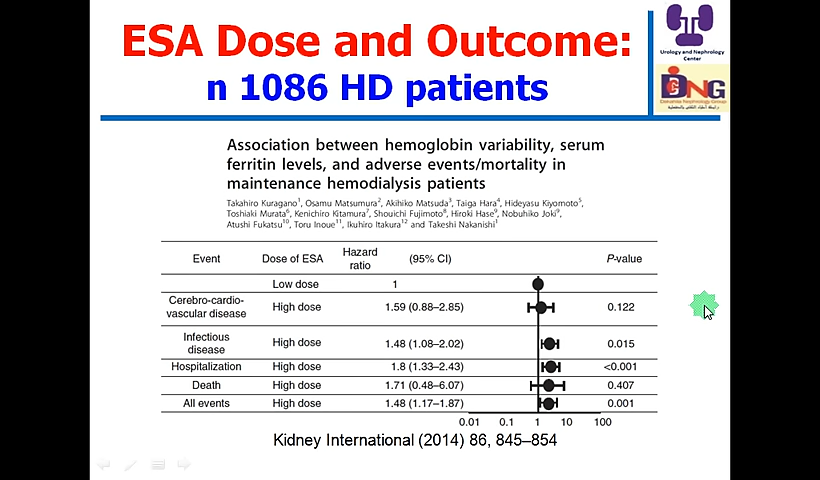 ESA Dose and Outcome:
n 1086 HD patients
Urology and Nephrology
Center
DNG
Association between hemoglobin variability, serum
ferritin levels, and adverse events/mortality in
maintenance hemodialysis patients
Takahiro Kuragano1, Osamu Matsumura2, Akihiko Matsuda3, Taiga Hara4, Hideyasu Kiyomoto5,
Toshiaki Murata6, Kenichiro Kitamura7, Shouichi Fujimoto8, Hiroki Hase9, Nobuhiko Joki9,
Atushi Fukatsu10, Toru Inoue11, Ikuhiro Itakura12 and Takeshi Nakanishi1
Event Dose of ESA Hazard ratio (95% CI) P-value
Low dose 1
Cerebro-cardio-
vascular disease High dose 1.59 (0.88–2.85) 0.122
Infectious
disease High dose 1.48 (1.08–2.02) 0.015
Hospitalization High dose 1.8 (1.33–2.43) <0.001
Death High dose 1.71 (0.48–6.07) 0.407
All events High dose 1.48 (1.17–1.87) 0.001
0.01 0.1 1 10 100
Kidney International (2014) 86, 845–854